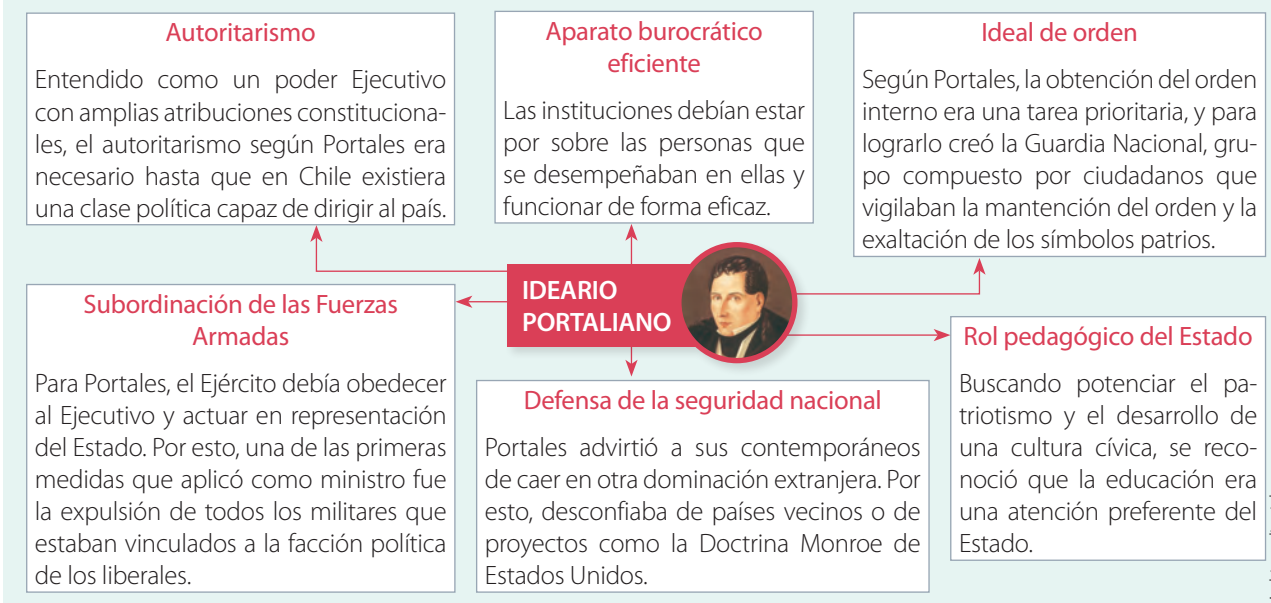 Autoritarismo
Entendido como un poder Ejecutivo
con amplias atribuciones constituciona-
les, el autoritarismo según Portales era
necesario hasta que en Chile existiera
una clase política capaz de dirigir al país.
Aparato burocrático
eficiente
Las instituciones debían estar
por sobre las personas que
se desempeñaban en ellas y
funcionar de forma eficaz.
Ideal de orden
Según Portales, la obtención del orden
interno era una tarea prioritaria, y para
lograrlo creó la Guardia Nacional, gru-
po compuesto por ciudadanos que
vigilaban la mantención del orden y la
exaltación de los símbolos patrios.
IDEARIO
PORTALIANO
Subordinación de las Fuerzas
Armadas
Para Portales, el Ejército debía obedecer
al Ejecutivo y actuar en representación
del Estado. Por esto, una de las primeras
medidas que aplicó como ministro fue
la expulsión de todos los militares que
estaban vinculados a la facción política
de los liberales.
Defensa de la seguridad nacional
Portales advirtió a sus contemporáneos
de caer en otra dominación extranjera. Por
esto, desconfiaba de países vecinos o de
proyectos como la Doctrina Monroe de
Estados Unidos.
Rol pedagógico del Estado
Buscando potenciar el pa-
triotismo y el desarrollo de
una cultura cívica, se reco-
noció que la educación era
una atención preferente del
Estado.